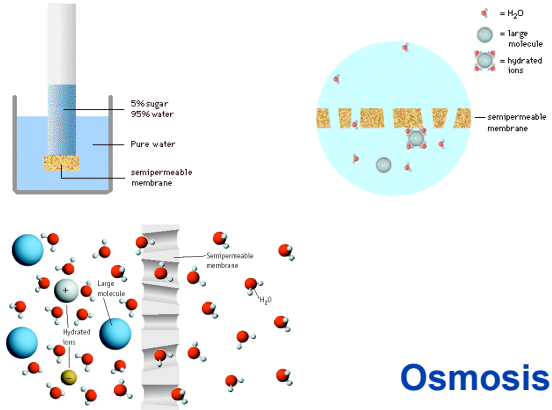 5% sugar
95% water
Pure water
semipermeable
membrane
= H₂O
= large
molecule
= hydrated
ions
semipermeable
membrane
Semipermeable
membrane
Large
molecule
+
H₂O
Hydrated
ions
−
Osmosis